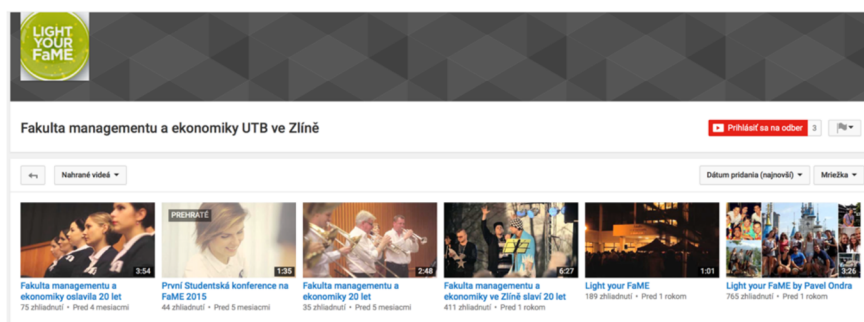 LIGHT
YOUR
FaME
Fakulta managementu a ekonomiky UTB ve Zlíně
Prihlásiť sa na odber 3
Nahrané videá
Dátum pridania (najnovší) Mriežka
PREHRATÉ
3:54 1:35 2:48 6:27 1:01 3:26
Fakulta managementu a
ekonomiky oslavila 20 let
75 zhliadnutí • Pred 4 mesiacmi
První Studentská konference na
FaME 2015
44 zhliadnutí • Pred 5 mesiacmi
Fakulta managementu a
ekonomiky 20 let
35 zhliadnutí • Pred 5 mesiacmi
Fakulta managementu a
ekonomiky ve Zlíně slaví 20 let
411 zhliadnutí • Pred 1 rokom
Light your FaME
189 zhliadnutí • Pred 1 rokom
Light your FaME by Pavel Ondra
765 zhliadnutí • Pred 1 rokom